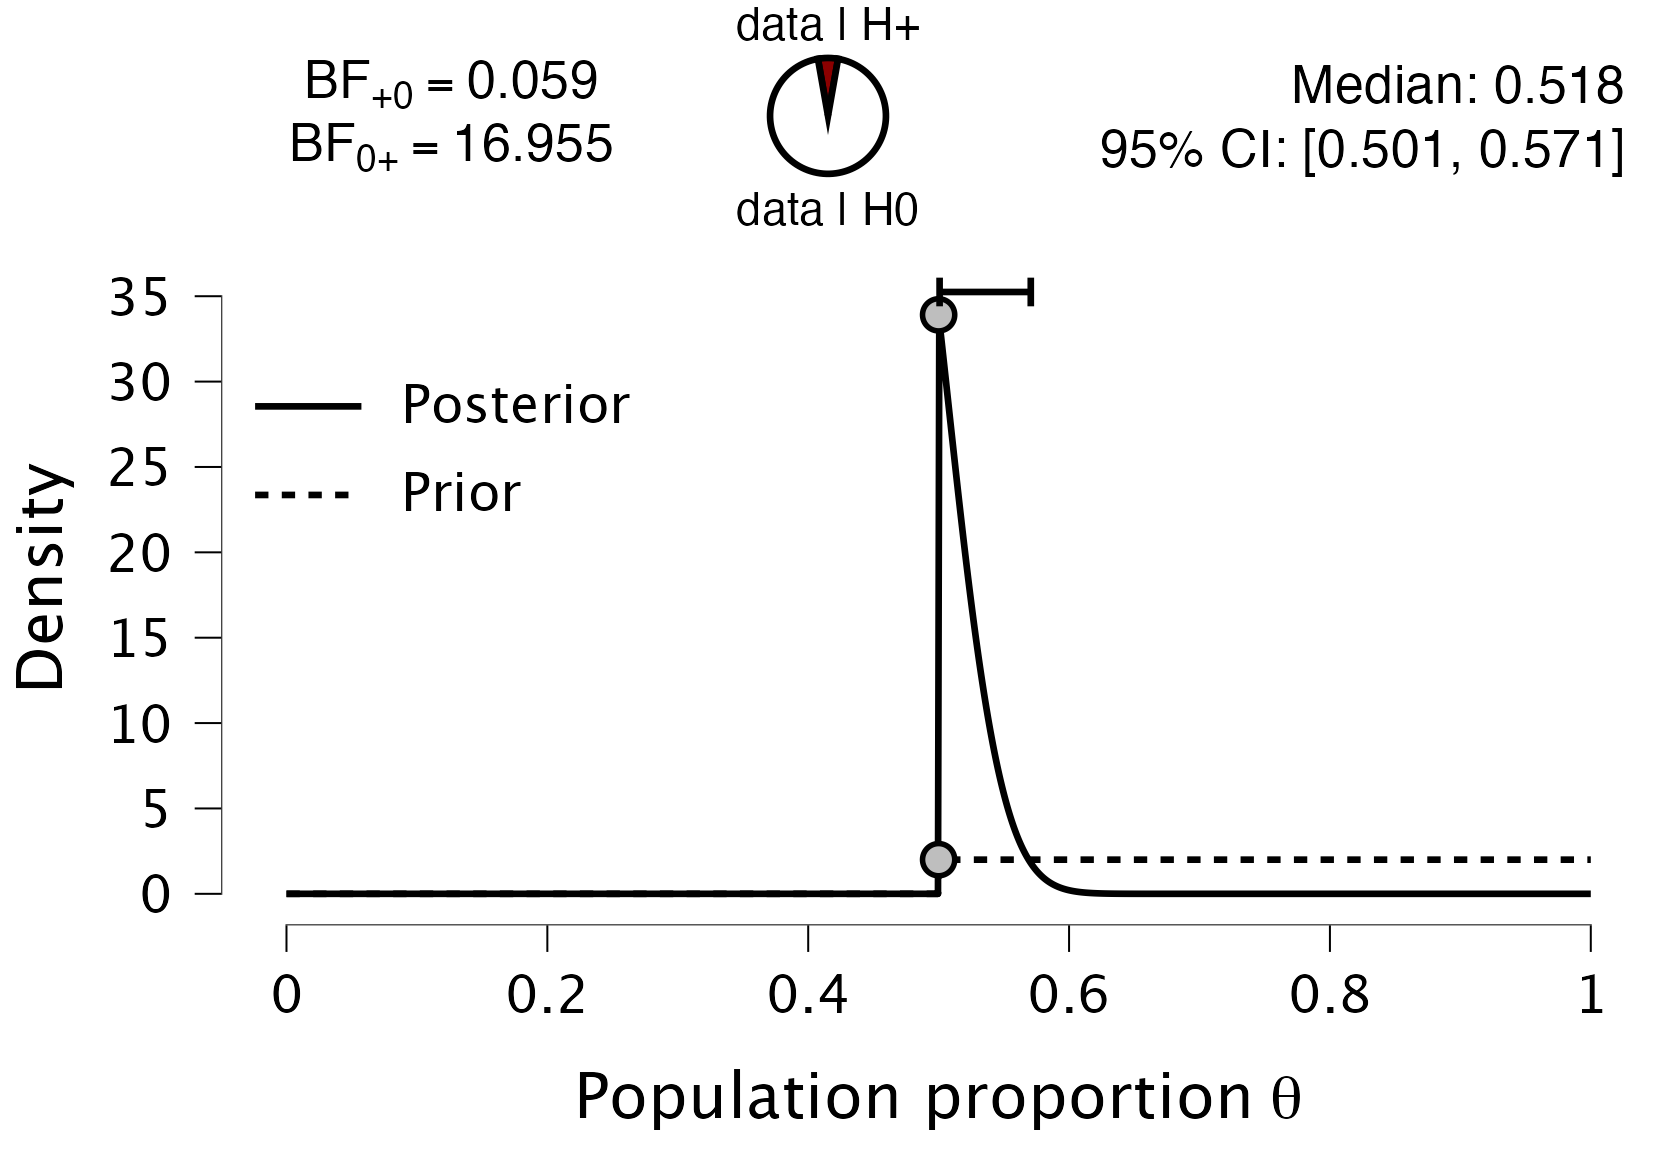 data | H+
BF+0 = 0.059
BF0+ = 16.955
Median: 0.518
95% CI: [0.501, 0.571]
data | H0
35
30
25
20
15
10
5
0
Density
Posterior
Prior
0 0.2 0.4 0.6 0.8 1
Population proportion θ